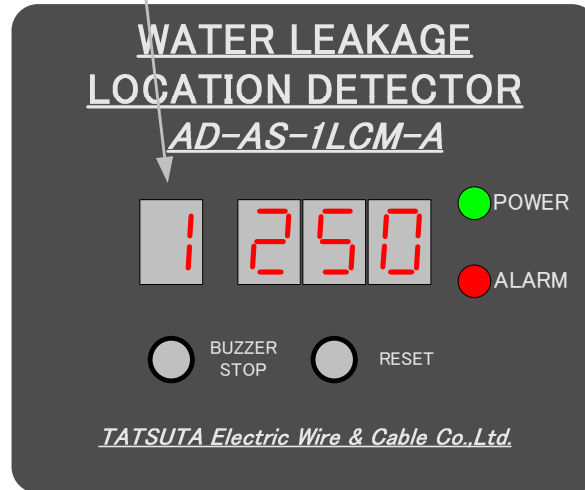 WATER LEAKAGE
LOCATION DETECTOR
AD-AS-1LCM-A
1 250
POWER
ALARM
BUZZER
STOP
RESET
TATSUTA Electric Wire & Cable Co.,Ltd.